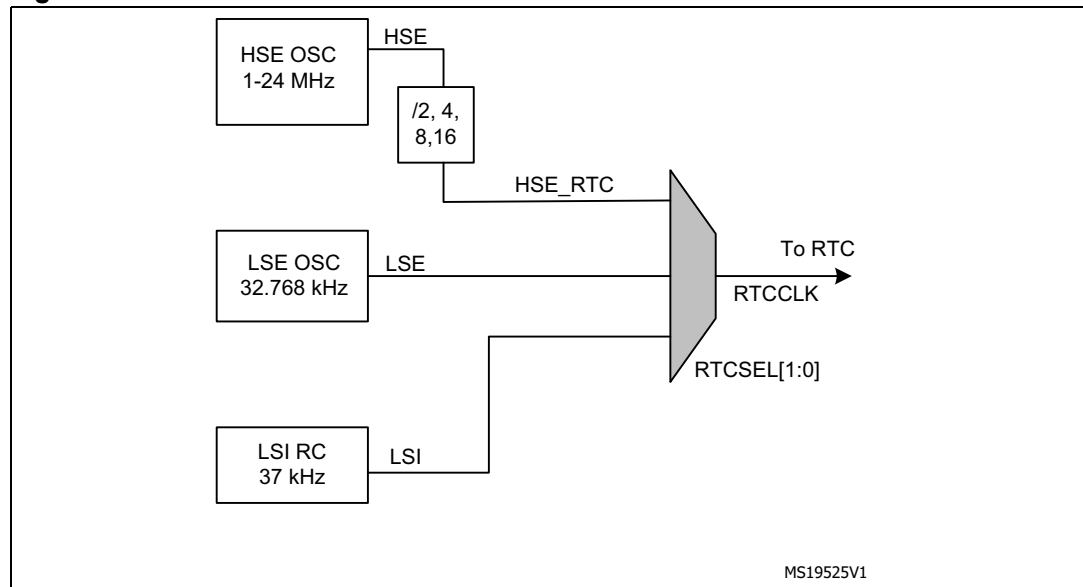 HSE OSC
1-24 MHz
HSE
/2, 4,
8,16
HSE_RTC
LSE OSC
32.768 kHz
LSE
To RTC
RTCCLK
RTCSEL[1:0]
LSI RC
37 kHz
LSI
MS19525V1